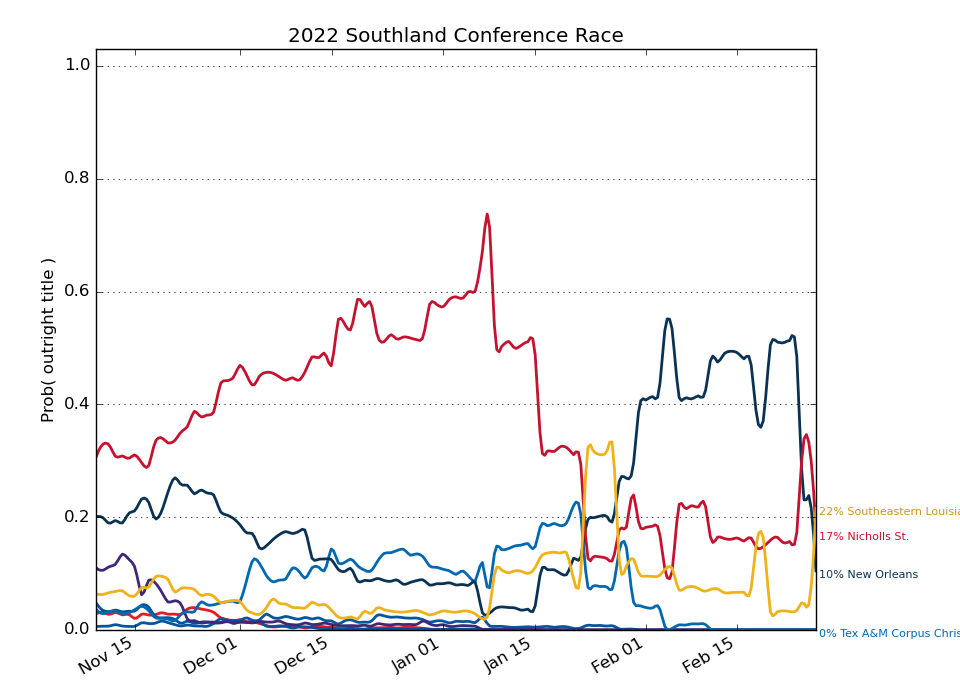 2022 Southland Conference Race
Prob( outright title )
1.0
0.8
0.6
0.4
0.2
0.0
Nov 15
Dec 01
Dec 15
Jan 01
Jan 15
Feb 01
Feb 15
22% Southeastern Louisia
17% Nicholls St.
10% New Orleans
0% Tex A&M Corpus Chris